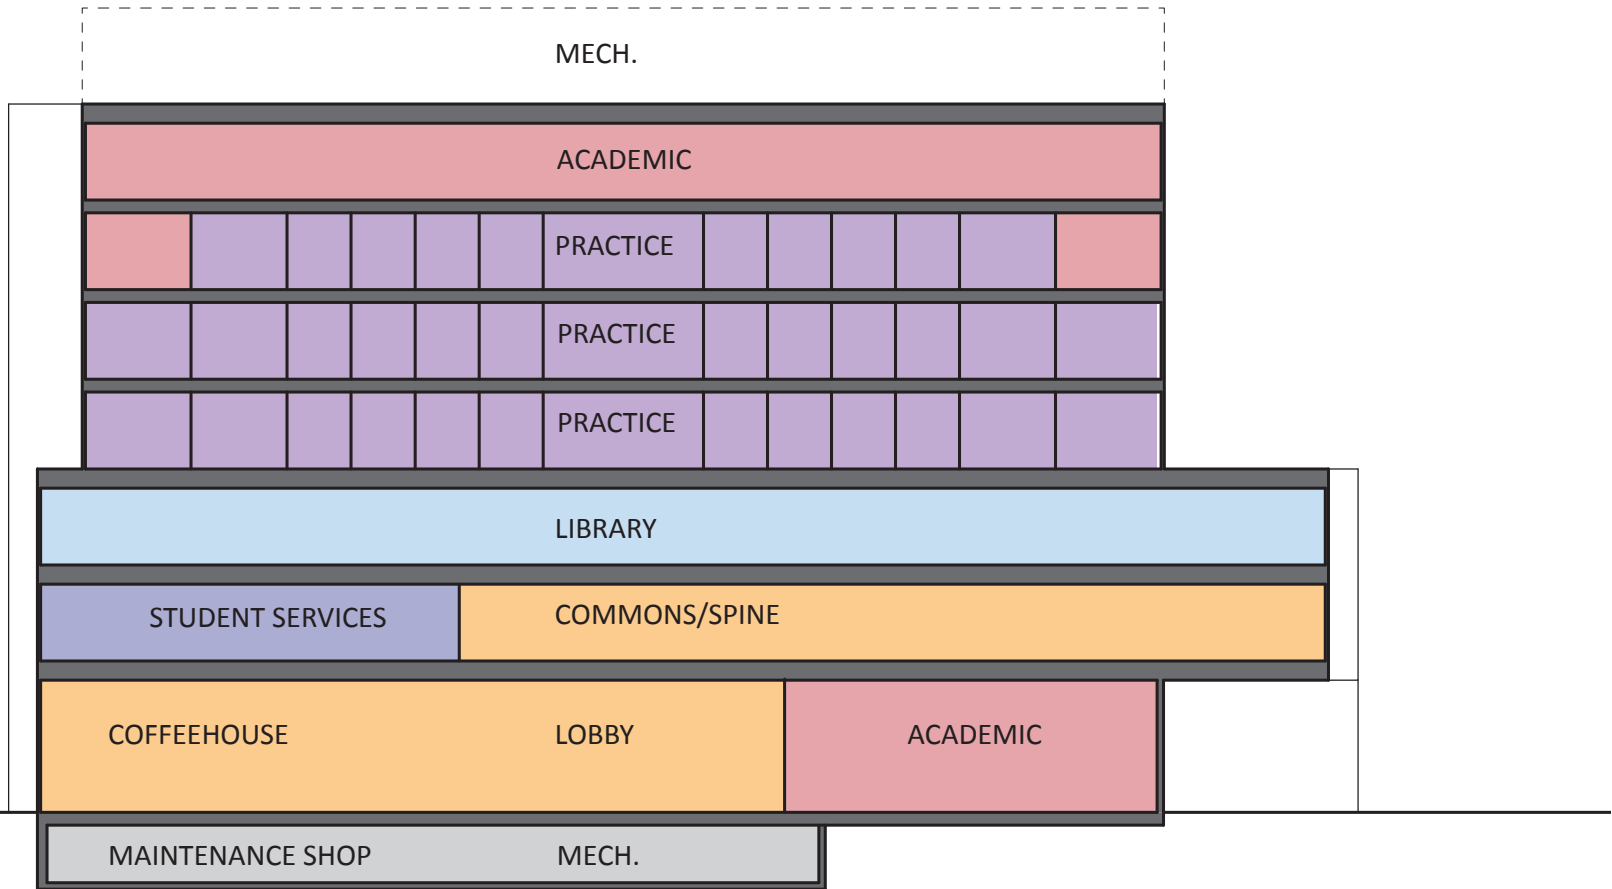 MECH.
ACADEMIC
PRACTICE
PRACTICE
PRACTICE
LIBRARY
STUDENT SERVICES
COMMONS/SPINE
COFFEEHOUSE
LOBBY
ACADEMIC
MAINTENANCE SHOP
MECH.